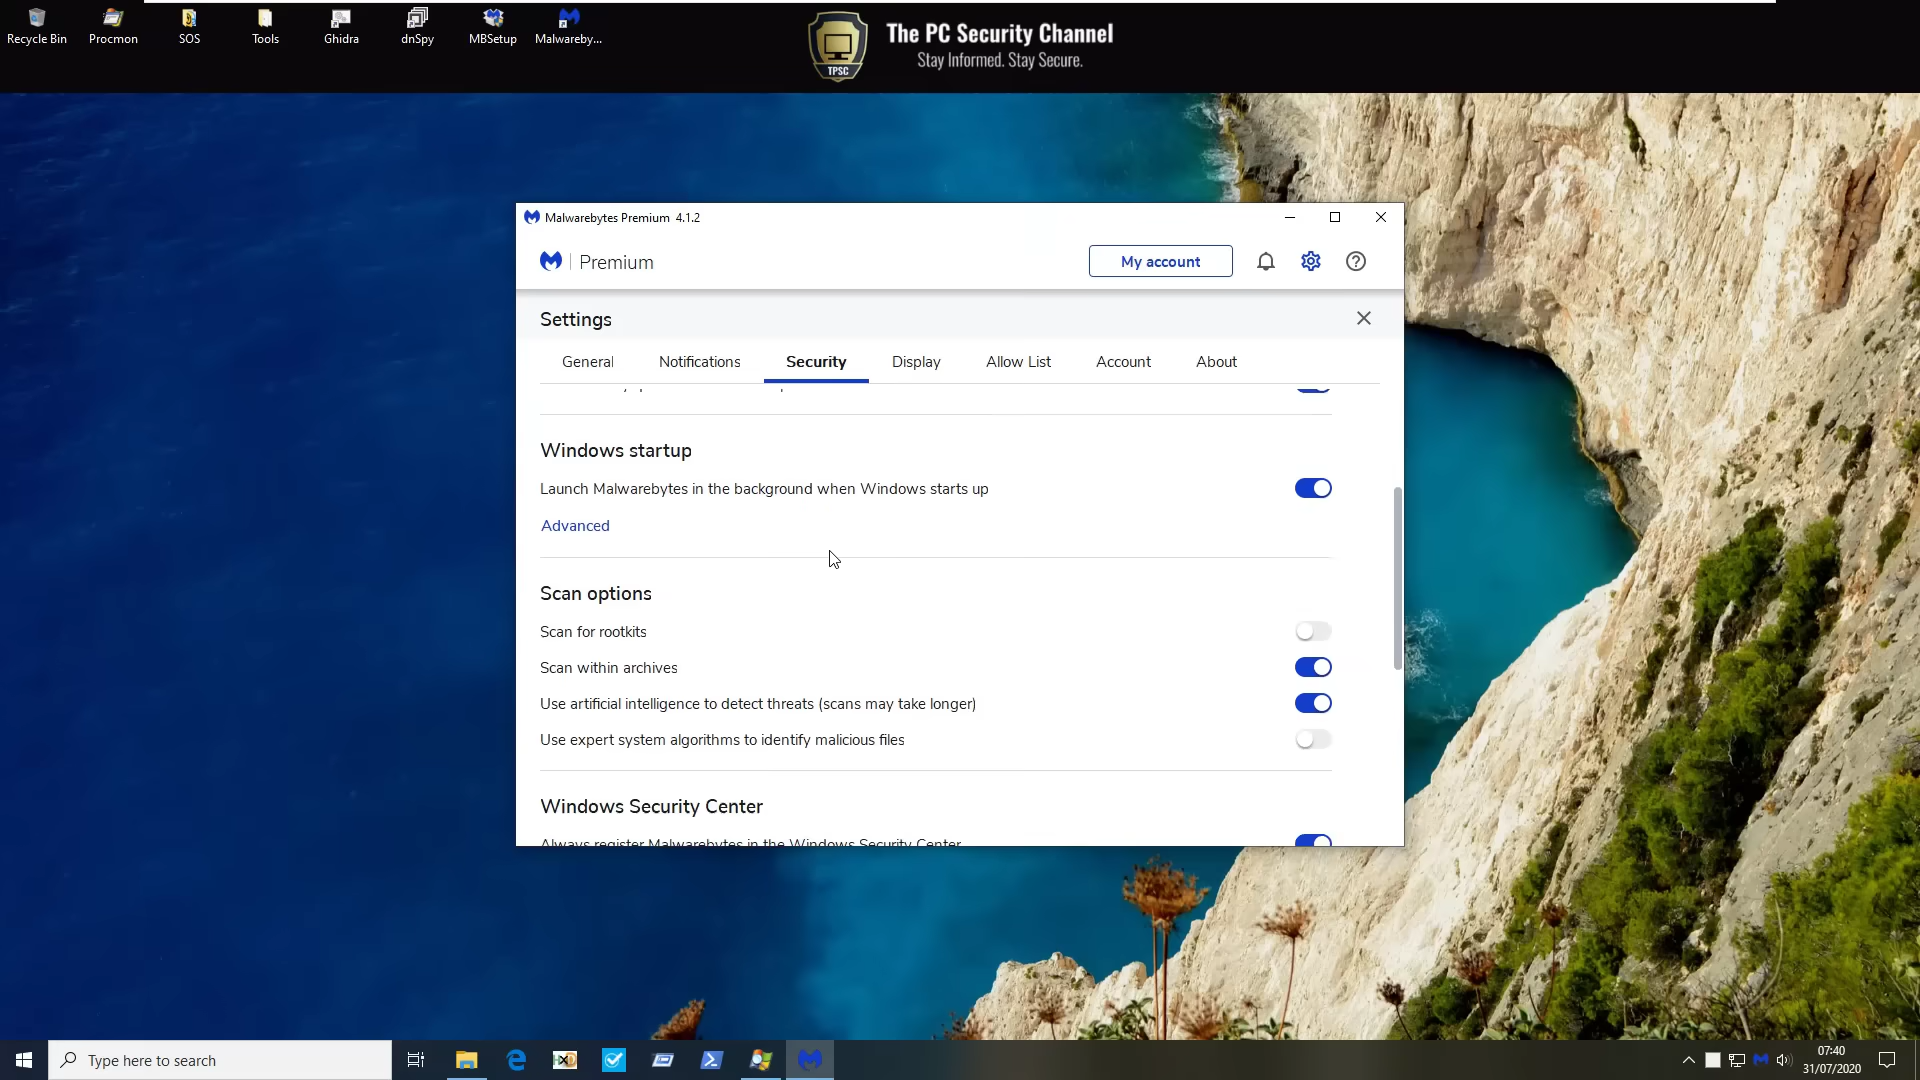 Recycle Bin
Procmon
SOS
Tools
Ghidra
dnSpy
MBSetup
Malwareby...
TPSC
The PC Security Channel
Stay Informed. Stay Secure.
Malwarebytes Premium 4.1.2
Premium
My account
Settings
General
Notifications
Security
Display
Allow List
Account
About
Windows startup
Launch Malwarebytes in the background when Windows starts up
Advanced
Scan options
Scan for rootkits
Scan within archives
Use artificial intelligence to detect threats (scans may take longer)
Use expert system algorithms to identify malicious files
Windows Security Center
Always register Malwarebytes in the Windows Security Center
Type here to search
07:40
31/07/2020